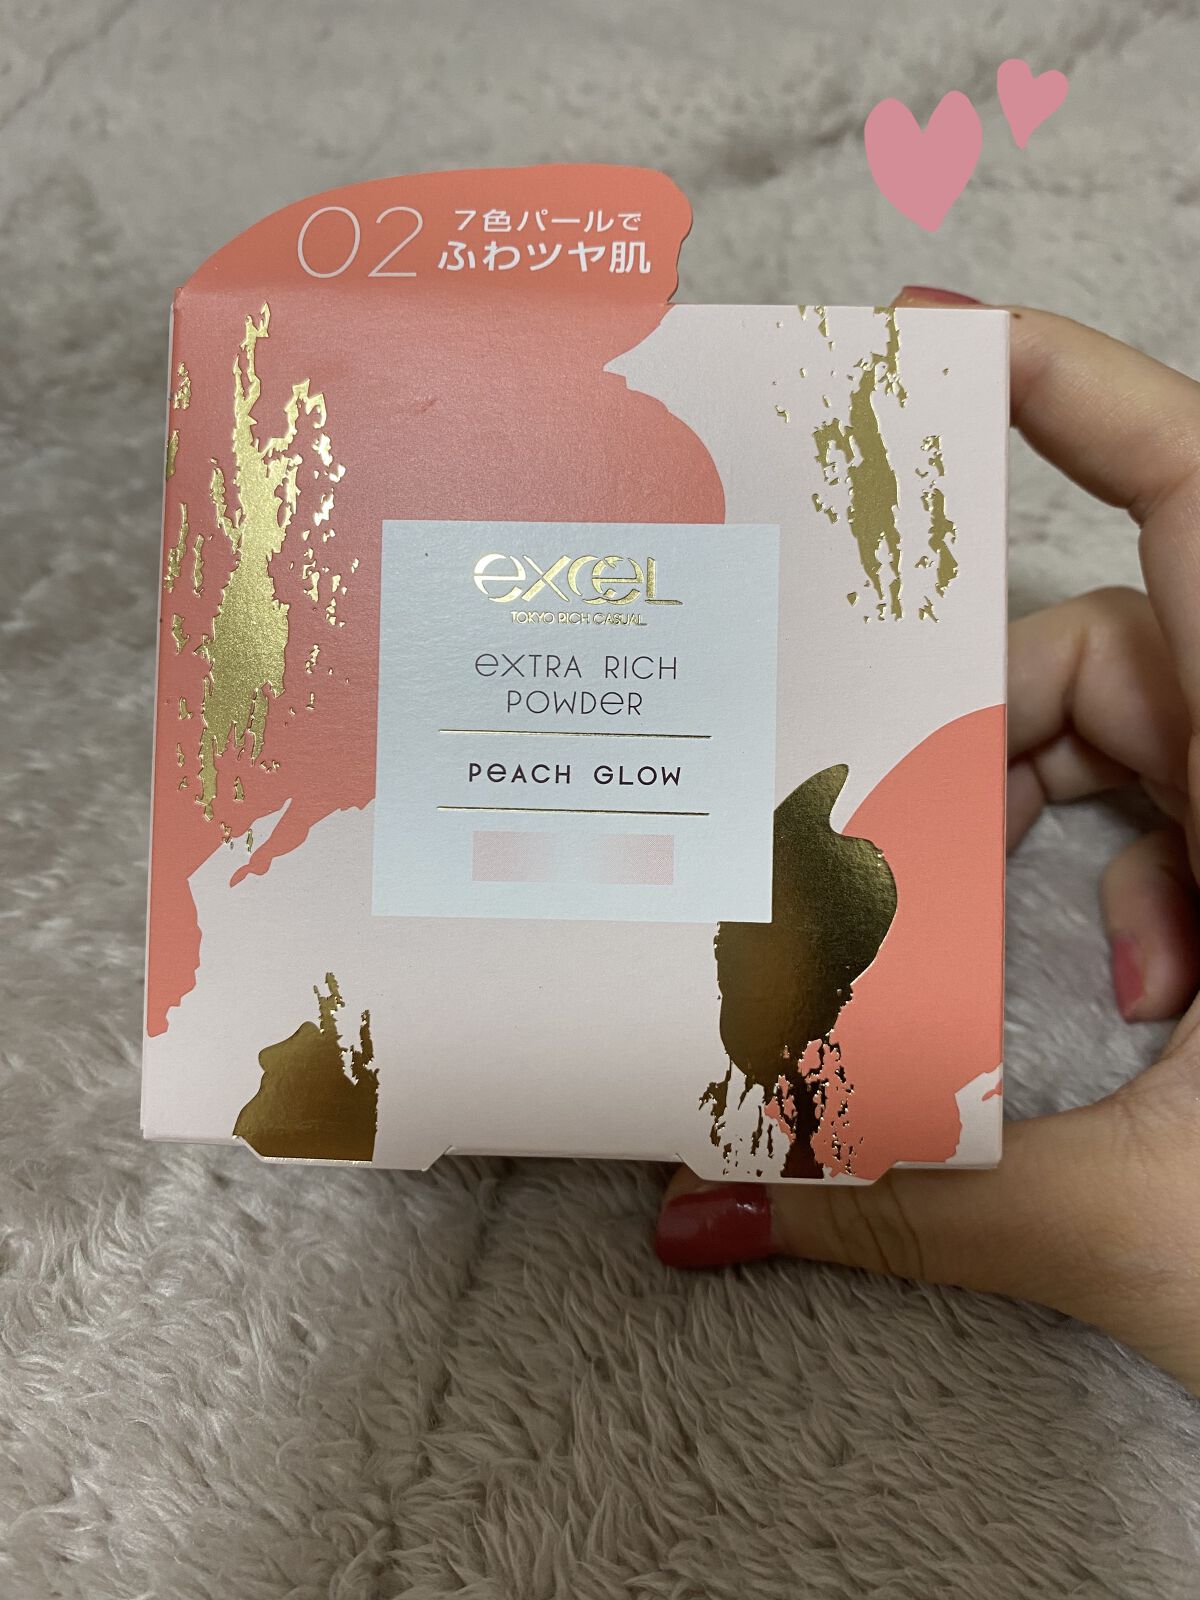 02
7色パールで
ふわツヤ肌
excel
TOKYO RICH CASUAL
eXTRA RICH
POWDeR
PeACH GLOW